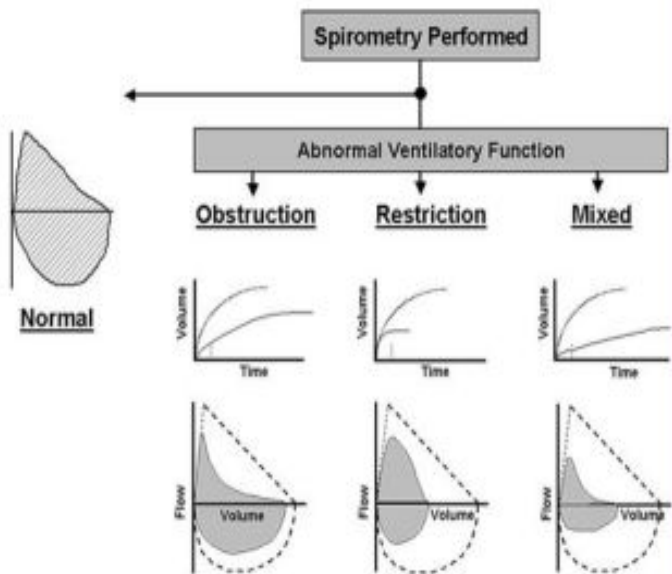 Spirometry Performed
Abnormal Ventilatory Function
Obstruction Restriction Mixed
Normal
Volume Volume Volume
Time Time Time
Flow Flow Flow
Volume Volume Volume